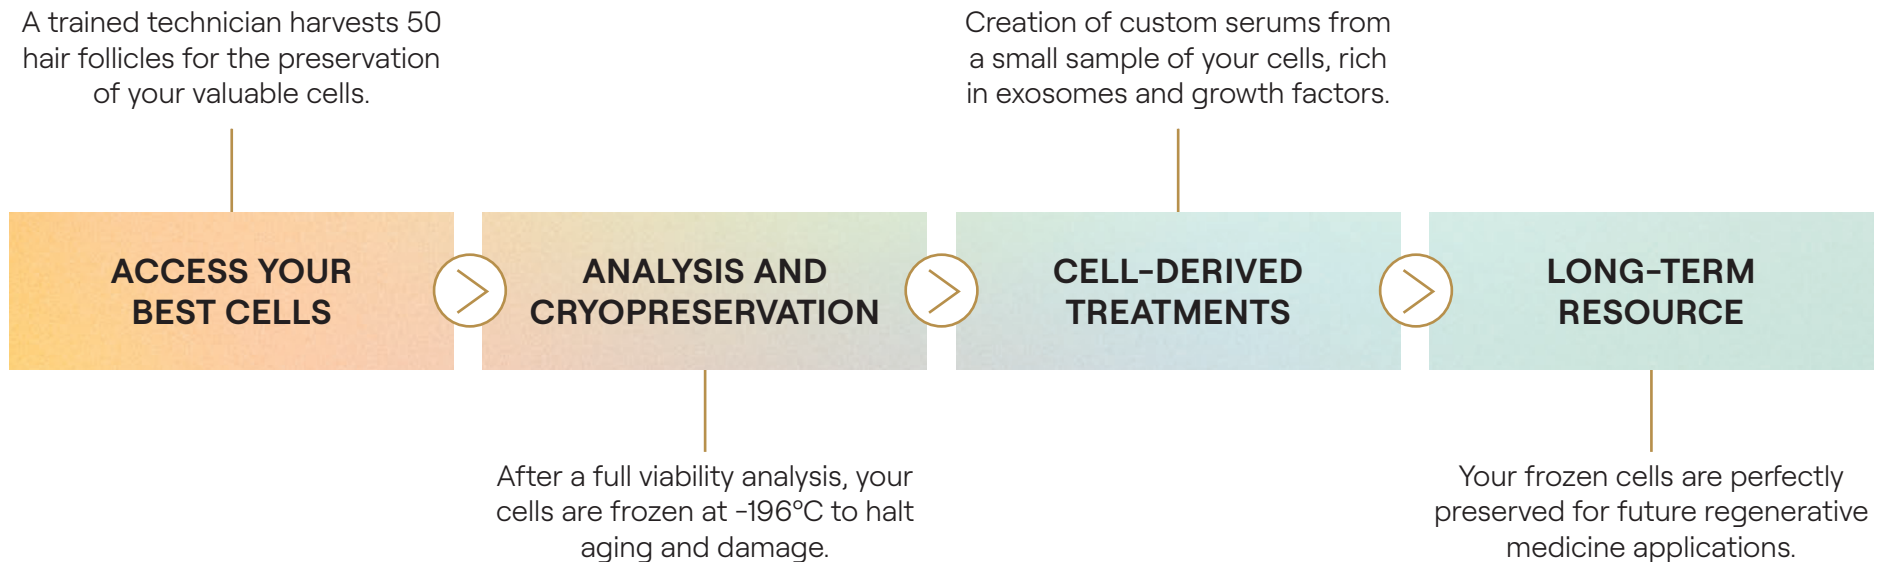 A trained technician harvests 50
hair follicles for the preservation
of your valuable cells.
Creation of custom serums from
a small sample of your cells, rich
in exosomes and growth factors.
ACCESS YOUR
BEST CELLS
ANALYSIS AND
CRYOPRESERVATION
CELL-DERIVED
TREATMENTS
LONG-TERM
RESOURCE
After a full viability analysis, your
cells are frozen at -196°C to halt
aging and damage.
Your frozen cells are perfectly
preserved for future regenerative
medicine applications.